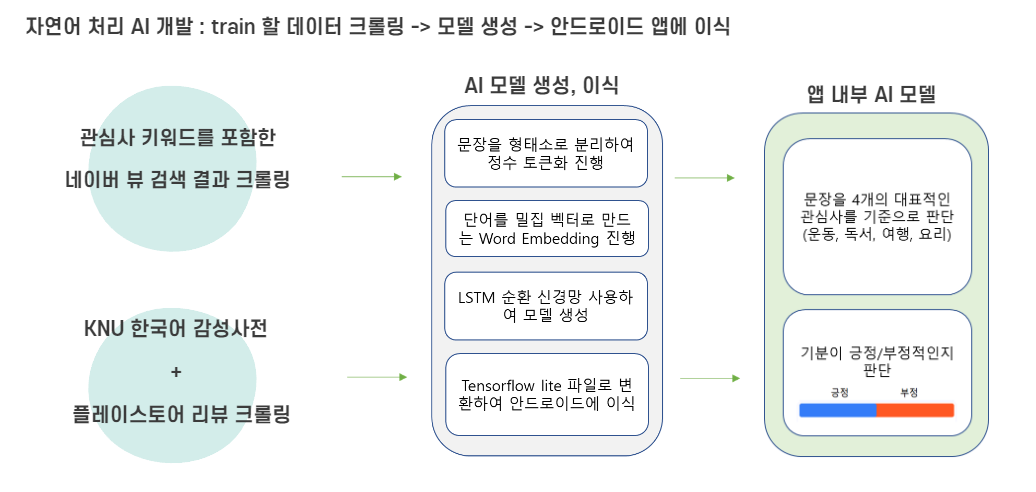 자연어 처리 AI 개발 : train 할 데이터 크롤링 -> 모델 생성 -> 안드로이드 앱에 이식
관심사 키워드를 포함한
네이버 뷰 검색 결과 크롤링
KNU 한국어 감성사전
+
플레이스토어 리뷰 크롤링
AI 모델 생성, 이식
문장을 형태소로 분리하여
정수 토큰화 진행
단어를 밀집 벡터로 만드
는 Word Embedding 진행
LSTM 순환 신경망 사용하
여 모델 생성
Tensorflow lite 파일로 변
환하여 안드로이드에 이식
앱 내부 AI 모델
문장을 4개의 대표적인
관심사를 기준으로 판단
(운동, 독서, 여행, 요리)
기분이 긍정/부정적인지
판단
긍정 부정